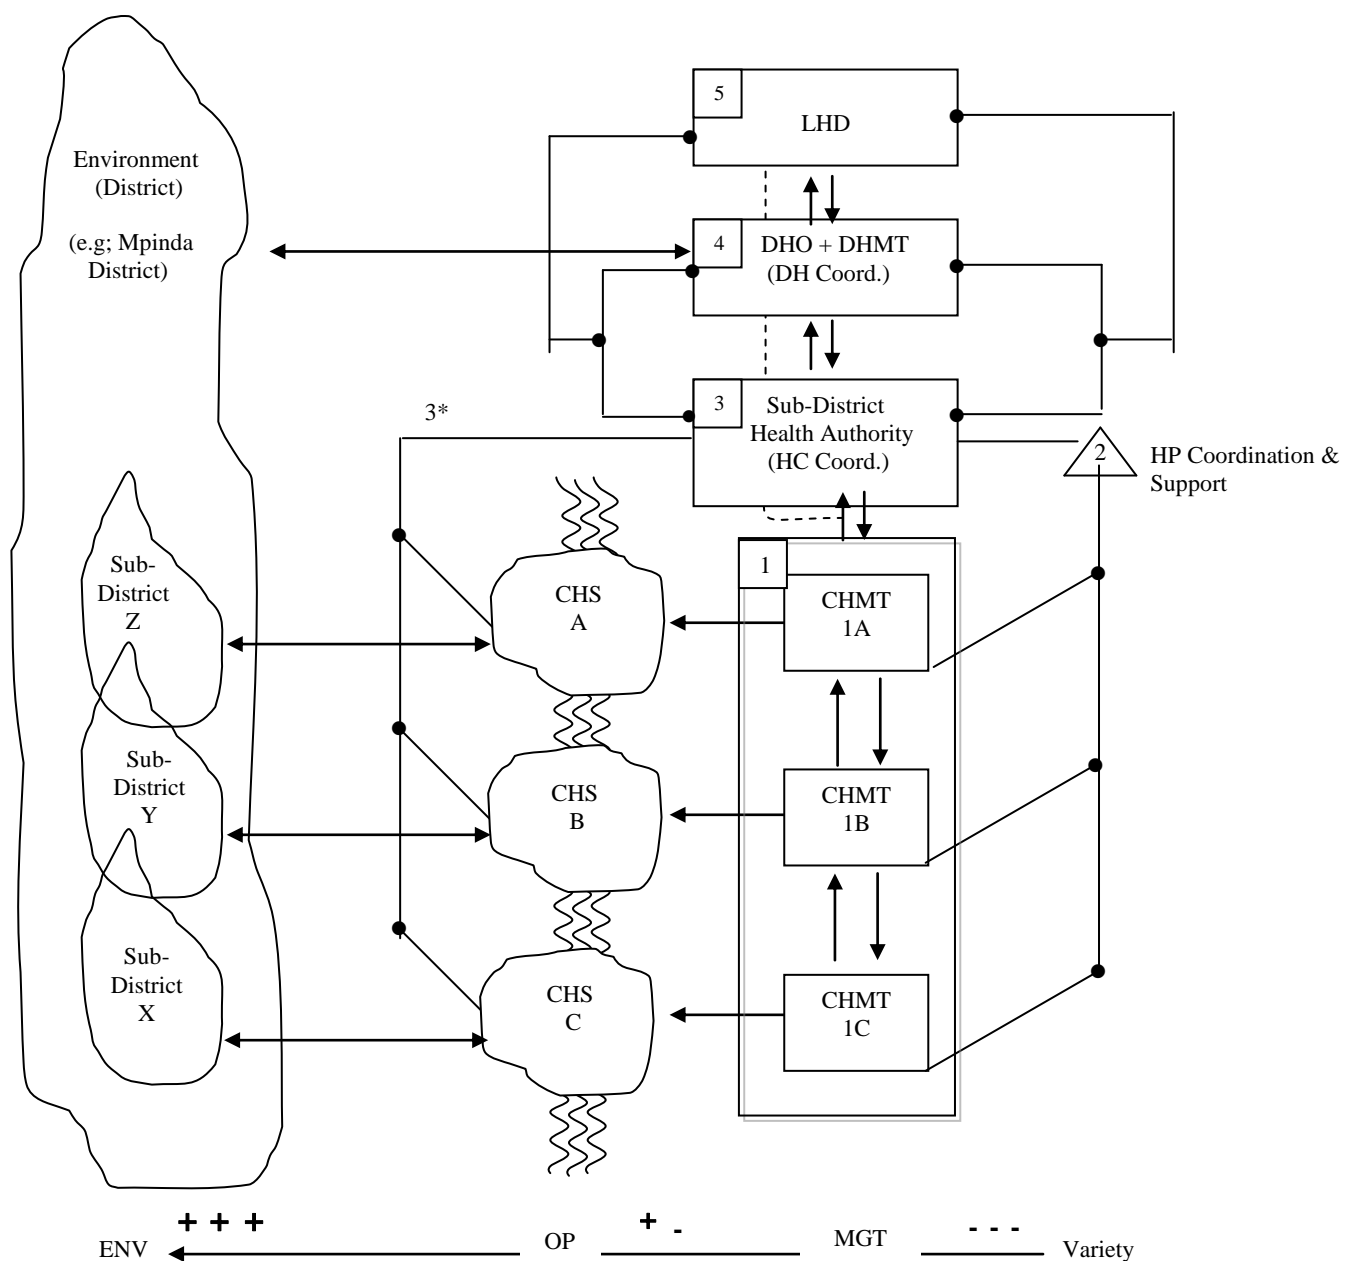 Environment
(District)
(e.g; Mpinda
District)
5
LHD
4
DHO + DHMT
(DH Coord.)
3
Sub-District
Health Authority
(HC Coord.)
3*
2
HP Coordination &
Support
1
Sub-
District
Z
CHS
A
CHMT
1A
Sub-
District
Y
CHS
B
CHMT
1B
Sub-
District
X
CHS
C
CHMT
1C
+ + +
+ -
- - -
ENV
OP
MGT
Variety